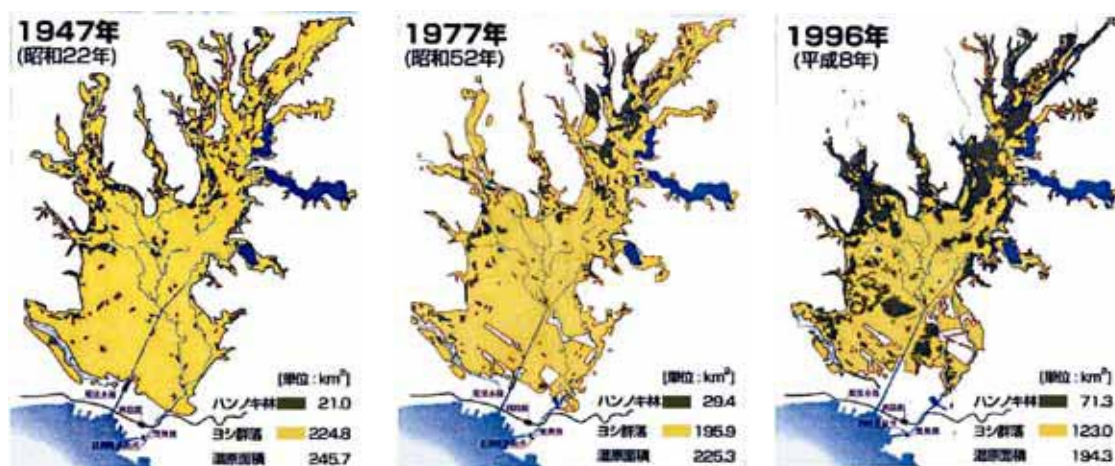 1947年
(昭和22年)
[単位:km²]
ハンノキ林 21.0
ヨシ群落 224.8
湿原面積 245.7
1977年
(昭和52年)
[単位:km²]
ハンノキ林 29.4
ヨシ群落 195.9
湿原面積 225.3
1996年
(平成8年)
[単位:km²]
ハンノキ林 71.3
ヨシ群落 123.0
湿原面積 194.3